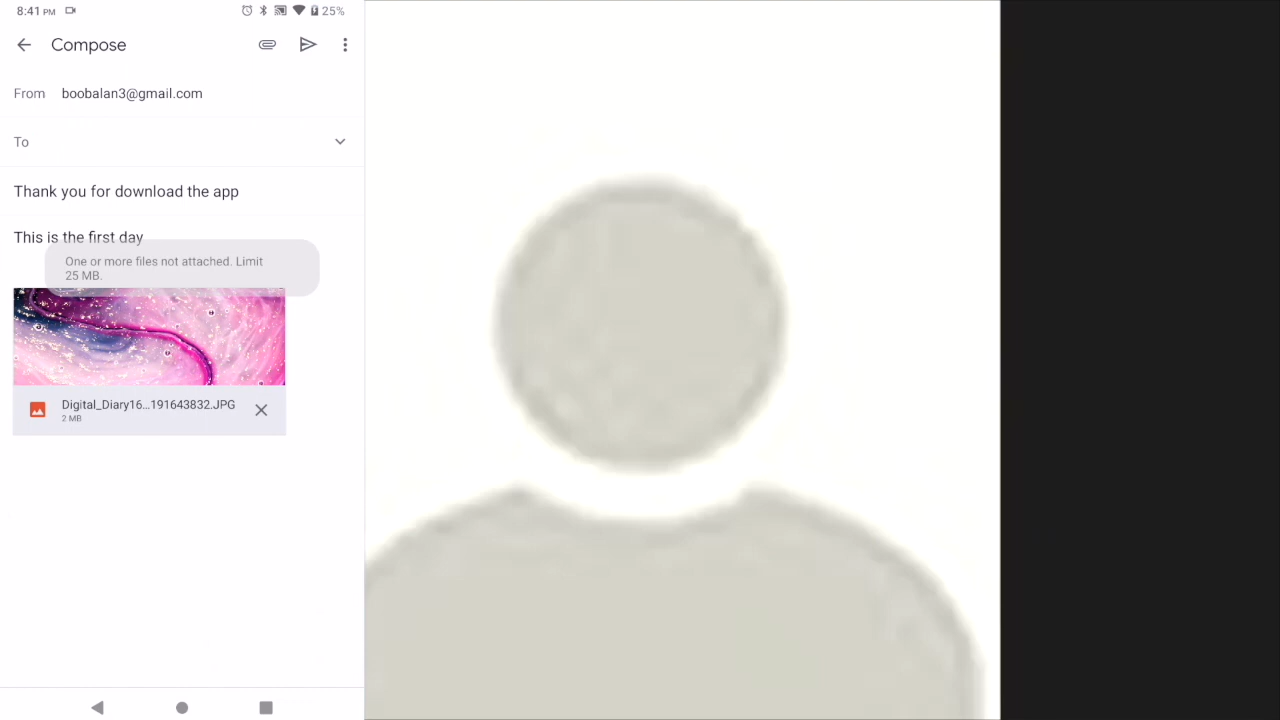 8:41 PM 25%
Compose
From boobalan3@gmail.com
To
Thank you for download the app
This is the first day
One or more files not attached. Limit
25 MB.
Digital_Diary16...191643832.JPG
2 MB